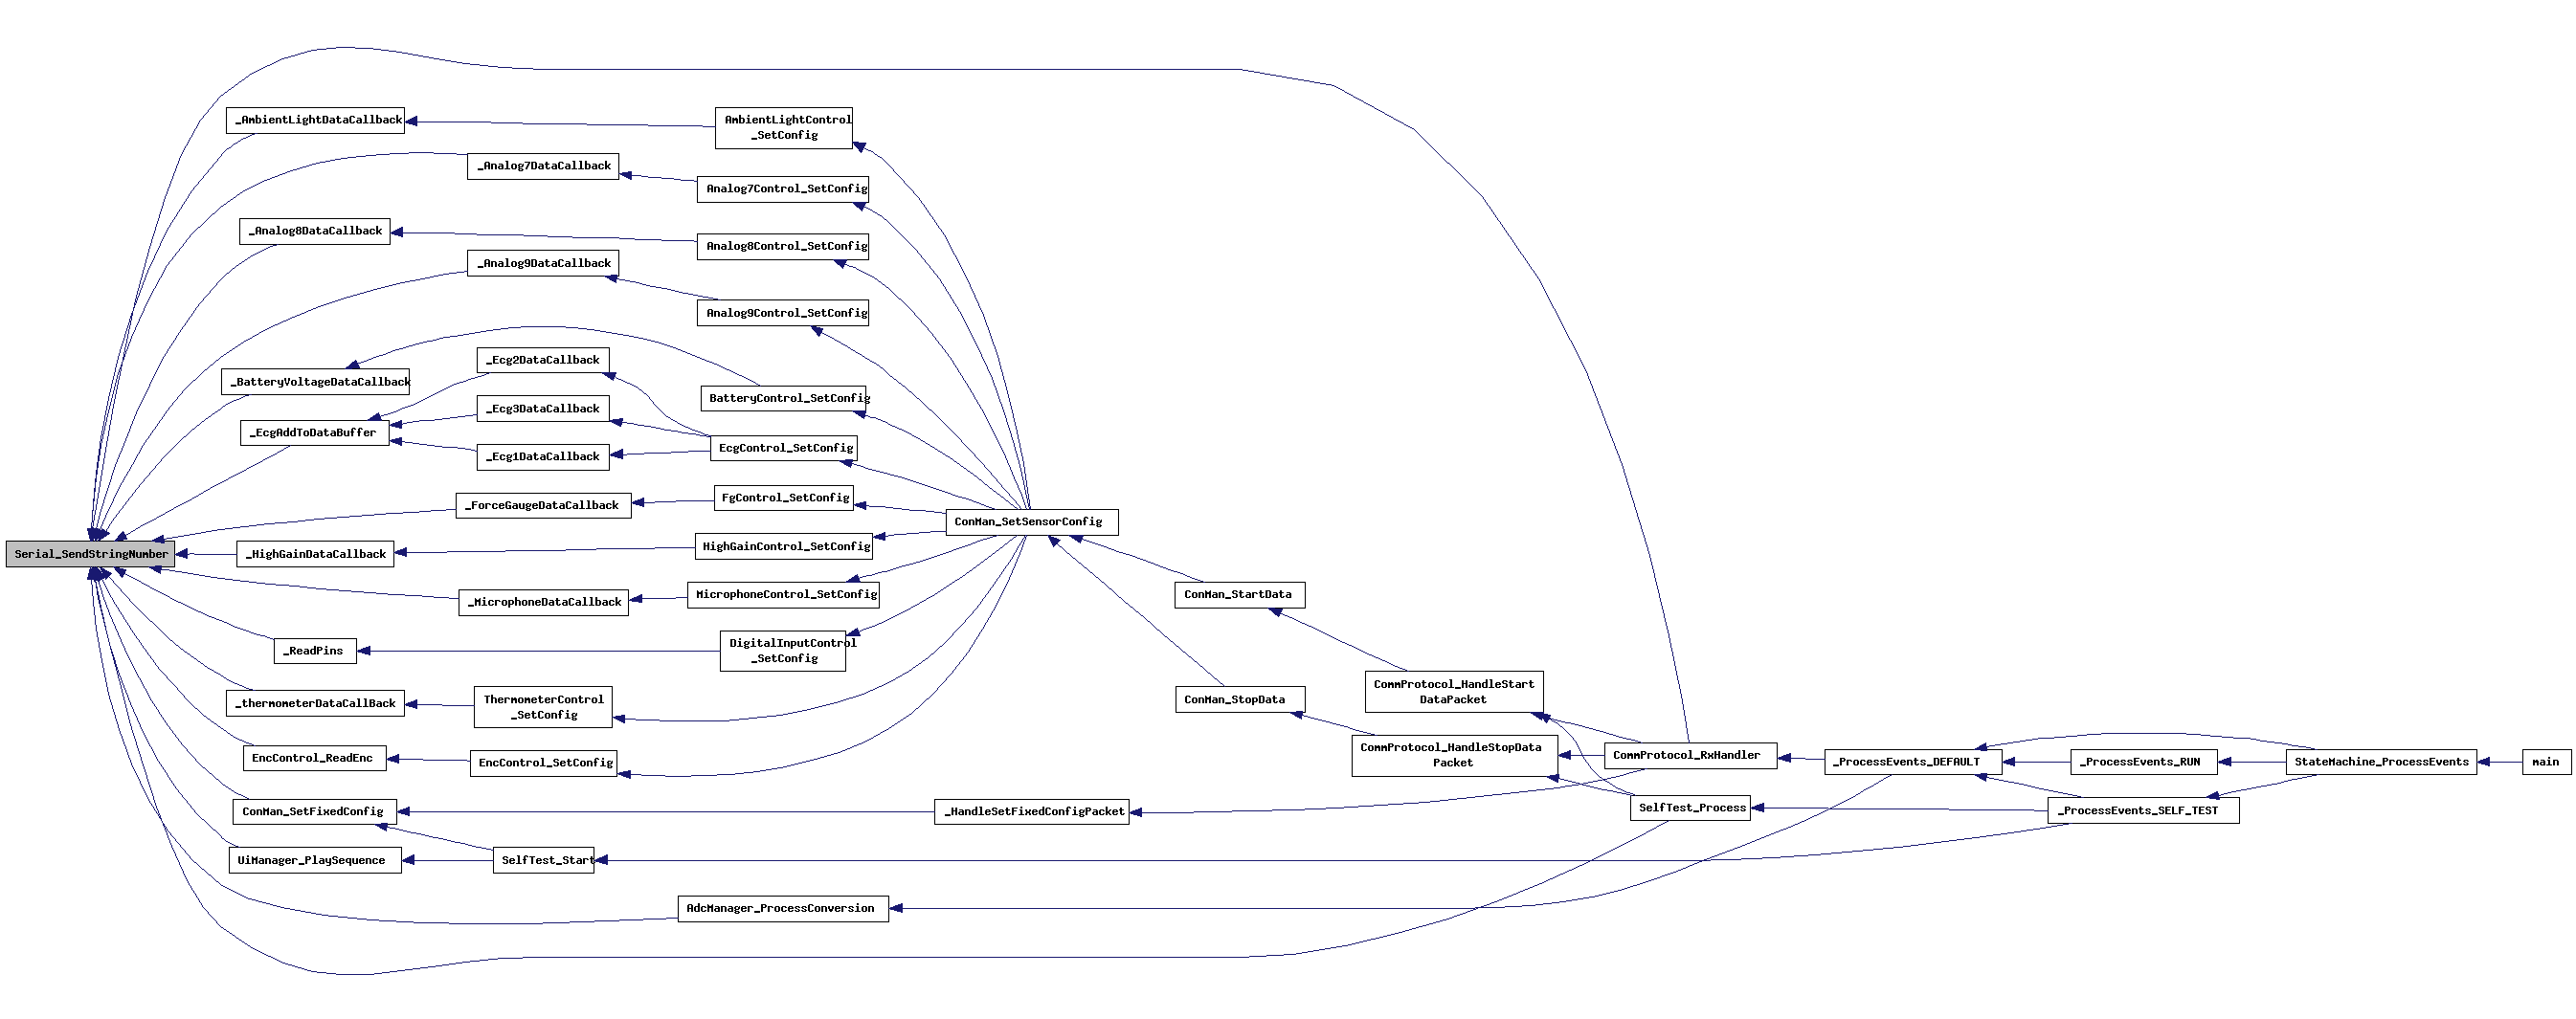 _AmbientLightDataCallback
AmbientLightControl
_SetConfig
_Analog7DataCallback
Analog7Control_SetConfig
_Analog8DataCallback
Analog8Control_SetConfig
_Analog9DataCallback
Analog9Control_SetConfig
_Ecg2DataCallback
_BatteryVoltageDataCallback
BatteryControl_SetConfig
_Ecg3DataCallback
_EcgAddToDataBuffer
EcgControl_SetConfig
_Ecg1DataCallback
_ForceGaugeDataCallback
FgControl_SetConfig
ConMan_SetSensorConfig
Serial_SendStringNumber
_HighGainDataCallback
HighGainControl_SetConfig
_MicrophoneDataCallback
MicrophoneControl_SetConfig
ConMan_StartData
_ReadPins
DigitalInputControl
_SetConfig
_thermometerDataCallBack
ThermometerControl
_SetConfig
ConMan_StopData
CommProtocol_HandleStart
DataPacket
EncControl_ReadEnc
EncControl_SetConfig
CommProtocol_HandleStopData
Packet
CommProtocol_RxHandler
_ProcessEvents_DEFAULT
_ProcessEvents_RUN
StateMachine_ProcessEvents
main
ConMan_SetFixedConfig
_HandleSetFixedConfigPacket
SelfTest_Process
_ProcessEvents_SELF_TEST
UiManager_PlaySequence
SelfTest_Start
AdcManager_ProcessConversion